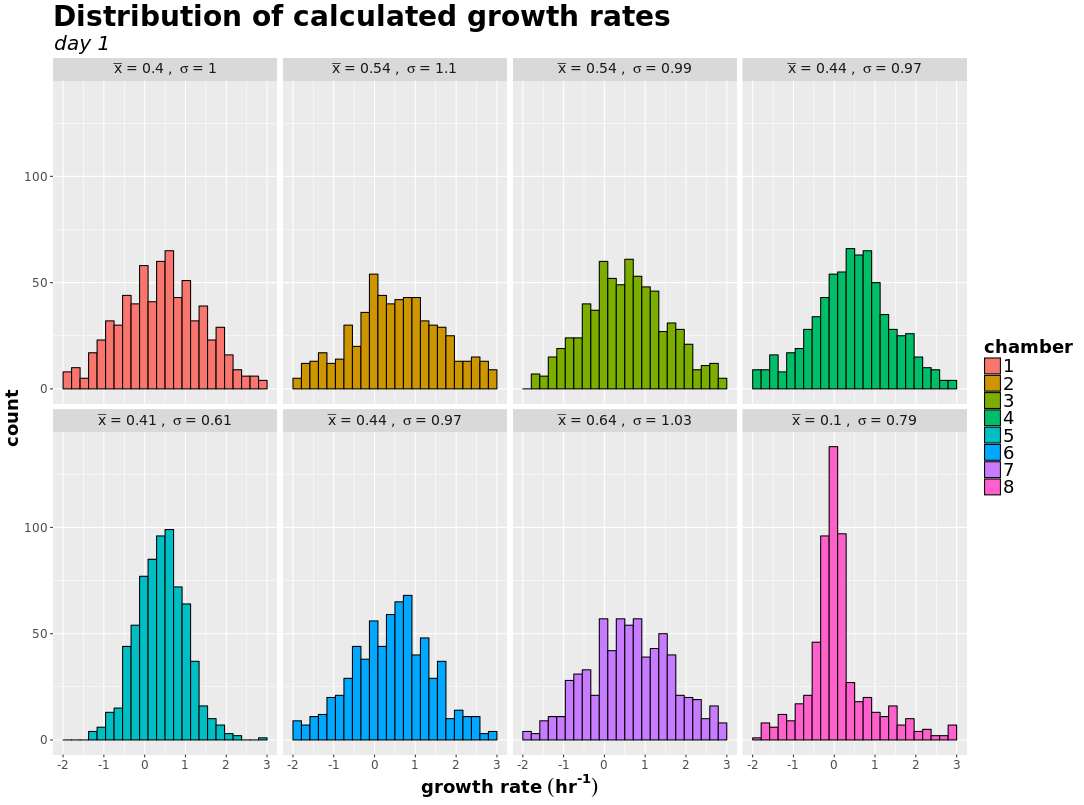 Distribution of calculated growth rates
day 1
x̅ = 0.4 , σ = 1
x̅ = 0.54 , σ = 1.1
x̅ = 0.54 , σ = 0.99
x̅ = 0.44 , σ = 0.97
100
50
0
count
x̅ = 0.41 , σ = 0.61
x̅ = 0.44 , σ = 0.97
x̅ = 0.64 , σ = 1.03
x̅ = 0.1 , σ = 0.79
100
50
0
-2 -1 0 1 2 3
-2 -1 0 1 2 3
-2 -1 0 1 2 3
-2 -1 0 1 2 3
growth rate (hr⁻¹)
chamber
1
2
3
4
5
6
7
8